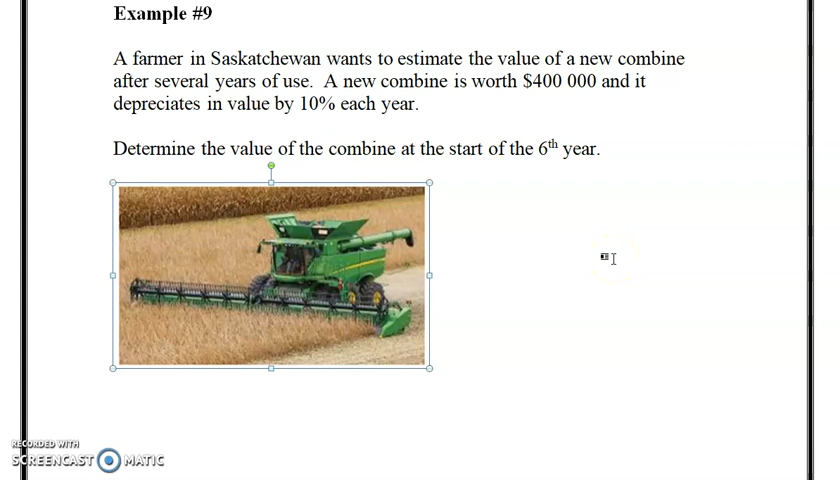 Example #9
A farmer in Saskatchewan wants to estimate the value of a new combine
after several years of use. A new combine is worth $400 000 and it
depreciates in value by 10% each year.
Determine the value of the combine at the start of the 6th year.
RECORDED WITH
SCREENCAST MATIC